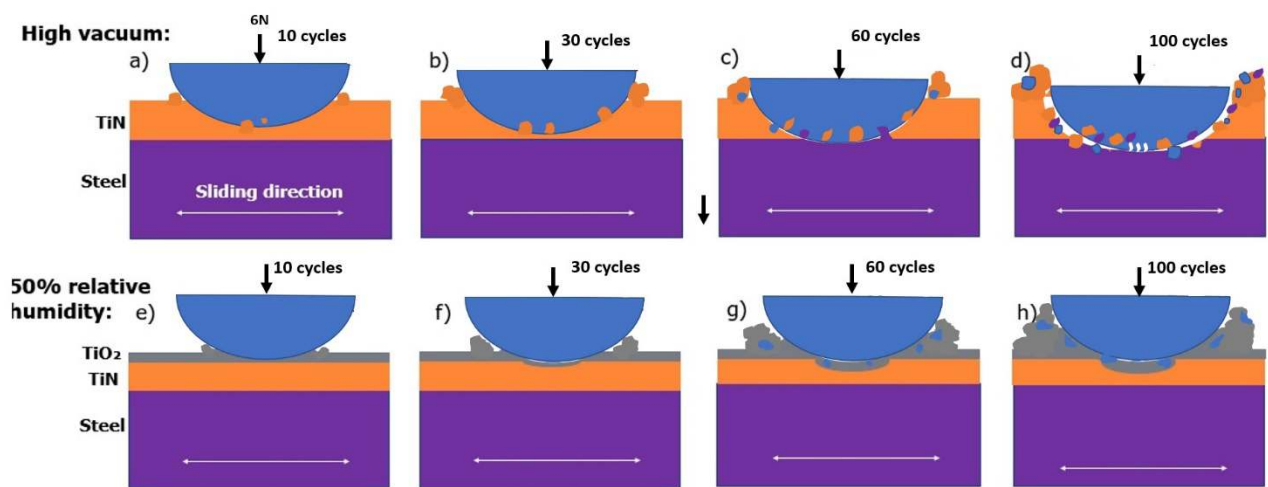 High vacuum:
6N
10 cycles
30 cycles
60 cycles
100 cycles
a)
b)
c)
d)
TiN
Steel
Sliding direction
50% relative
humidity:
10 cycles
30 cycles
60 cycles
100 cycles
e)
f)
g)
h)
TiO₂
TiN
Steel